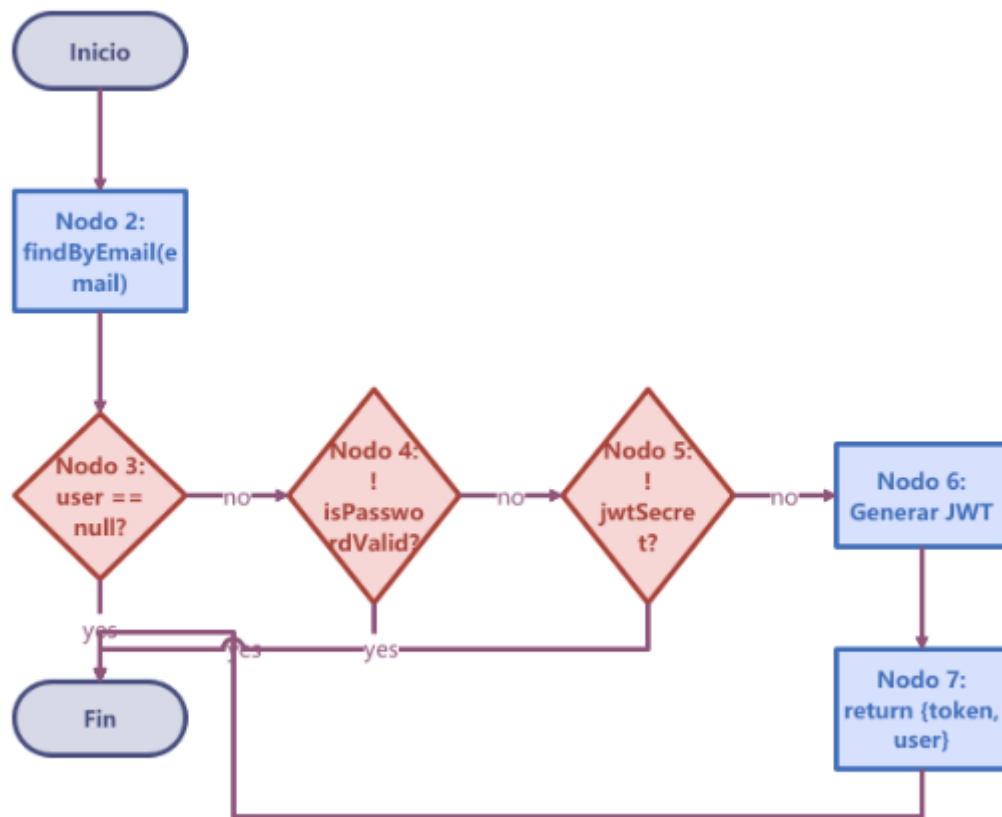 Inicio
Nodo 2:
findByEmail(e
mail)
Nodo 3:
user ==
null?
no
Nodo 4:
!
isPasswo
rdValid?
no
Nodo 5:
!
jwtSecre
t?
no
Nodo 6:
Generar JWT
yes
yes
yes
Fin
Nodo 7:
return {token,
user}